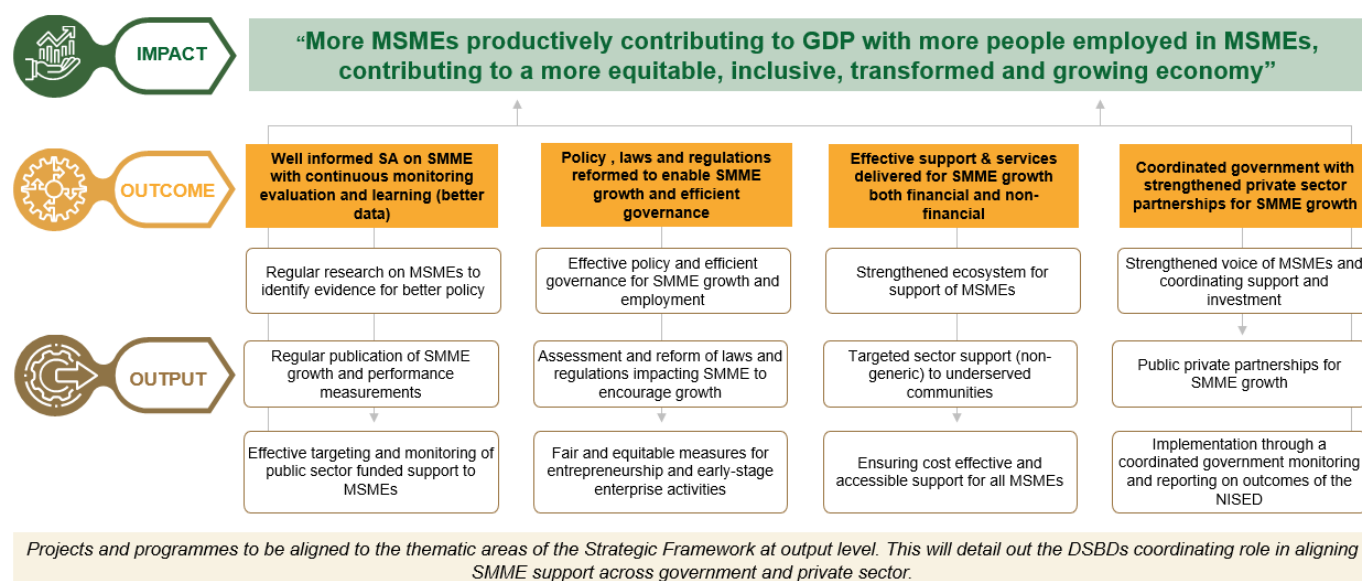 IMPACT
“More MSMEs productively contributing to GDP with more people employed in MSMEs,
contributing to a more equitable, inclusive, transformed and growing economy”
OUTCOME
Well informed SA on SMME
with continuous monitoring
evaluation and learning (better
data)
Policy , laws and regulations
reformed to enable SMME
growth and efficient
governance
Effective support & services
delivered for SMME growth
both financial and non-
financial
Coordinated government with
strengthened private sector
partnerships for SMME growth
Regular research on MSMEs to
identify evidence for better policy
Effective policy and efficient
governance for SMME growth and
employment
Strengthened ecosystem for
support of MSMEs
Strengthened voice of MSMEs and
coordinating support and
investment
OUTPUT
Regular publication of SMME
growth and performance
measurements
Assessment and reform of laws and
regulations impacting SMME to
encourage growth
Targeted sector support (non-
generic) to underserved
communities
Public private partnerships for
SMME growth
Effective targeting and monitoring of
public sector funded support to
MSMEs
Fair and equitable measures for
entrepreneurship and early-stage
enterprise activities
Ensuring cost effective and
accessible support for all MSMEs
Implementation through a
coordinated government monitoring
and reporting on outcomes of the
NISED
Projects and programmes to be aligned to the thematic areas of the Strategic Framework at output level. This will detail out the DSBDs coordinating role in aligning
SMME support across government and private sector.